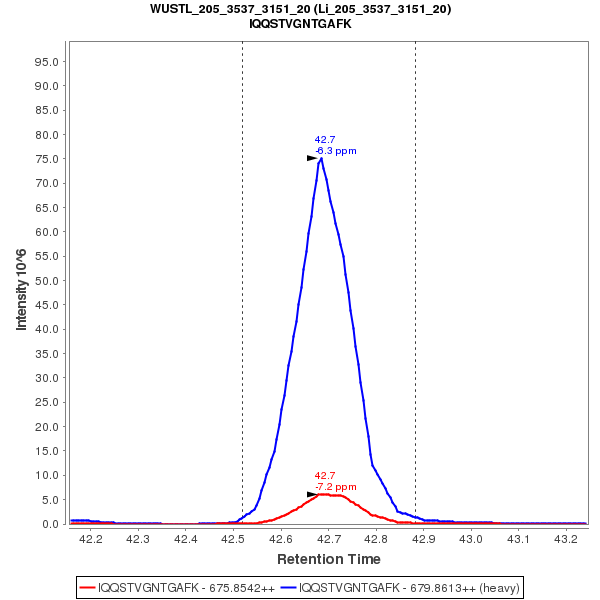 WUSTL_205_3537_3151_20 (Li_205_3537_3151_20)
IQQSTVGNTGAFK
Intensity 10^6
95.0
90.0
85.0
80.0
75.0
70.0
65.0
60.0
55.0
50.0
45.0
40.0
35.0
30.0
25.0
20.0
15.0
10.0
5.0
0.0
42.7
-6.3 ppm
42.7
-7.2 ppm
42.2 42.3 42.4 42.5 42.6 42.7 42.8 42.9 43.0 43.1 43.2
Retention Time
IQQSTVGNTGAFK - 675.8542++ IQQSTVGNTGAFK - 679.8613++ (heavy)